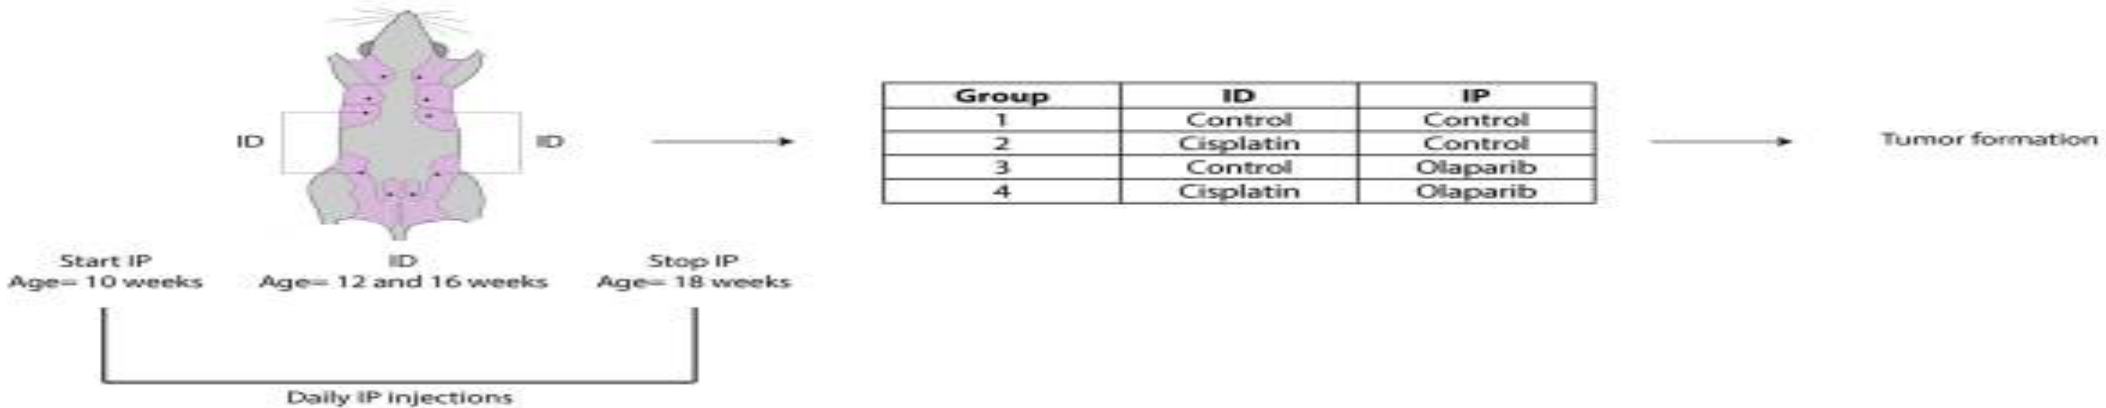 ID
ID
Group ID IP
1 Control Control
2 Cisplatin Control
3 Control Olaparib
4 Cisplatin Olaparib
Tumor formation
Start IP
Age= 10 weeks
ID
Age= 12 and 16 weeks
Stop IP
Age= 18 weeks
Daily IP injections